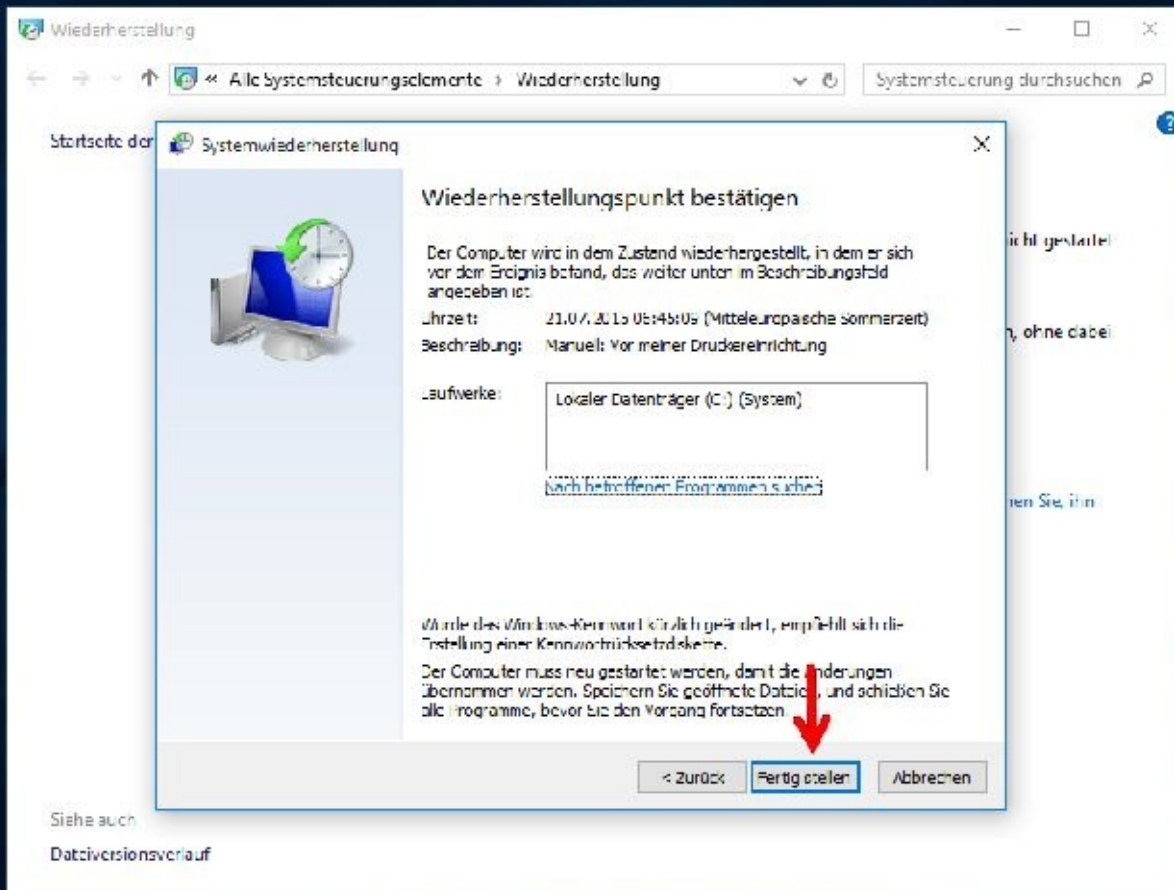 Wiederherstellung
« Alle Systemsteuerungselemente › Wiederherstellung
Systemsteuerung durchsuchen
Startseite der
Systemwiederherstellung
Wiederherstellungspunkt bestätigen
Der Computer wird in dem Zustand wiederhergestellt, in dem er sich
vor dem Ereignis befand, das weiter unten im Beschreibungsfeld
angegeben ist.
Uhrzeit: 21.07.2015 (Mitteleuropäische Sommerzeit)
Beschreibung: Manuell: Vor meiner Druckereinrichtung
Laufwerke: Lokaler Datenträger (C:) (System)
Nach betroffenen Programmen suchen
Wurde das Windows-Kennwort kürzlich geändert, empfiehlt sich die
Erstellung einer Kennwortrücksetzdiskette.
Der Computer muss neu gestartet werden, damit die Änderungen
übernommen werden. Speichern Sie geöffnete Dateien, und schließen Sie
alle Programme, bevor Sie den Vorgang fortsetzen.
< Zurück Fertig stellen Abbrechen
icht gestartet
n, ohne dabei
nen Sie, ihn
Siehe auch
Dateiversionsverlauf